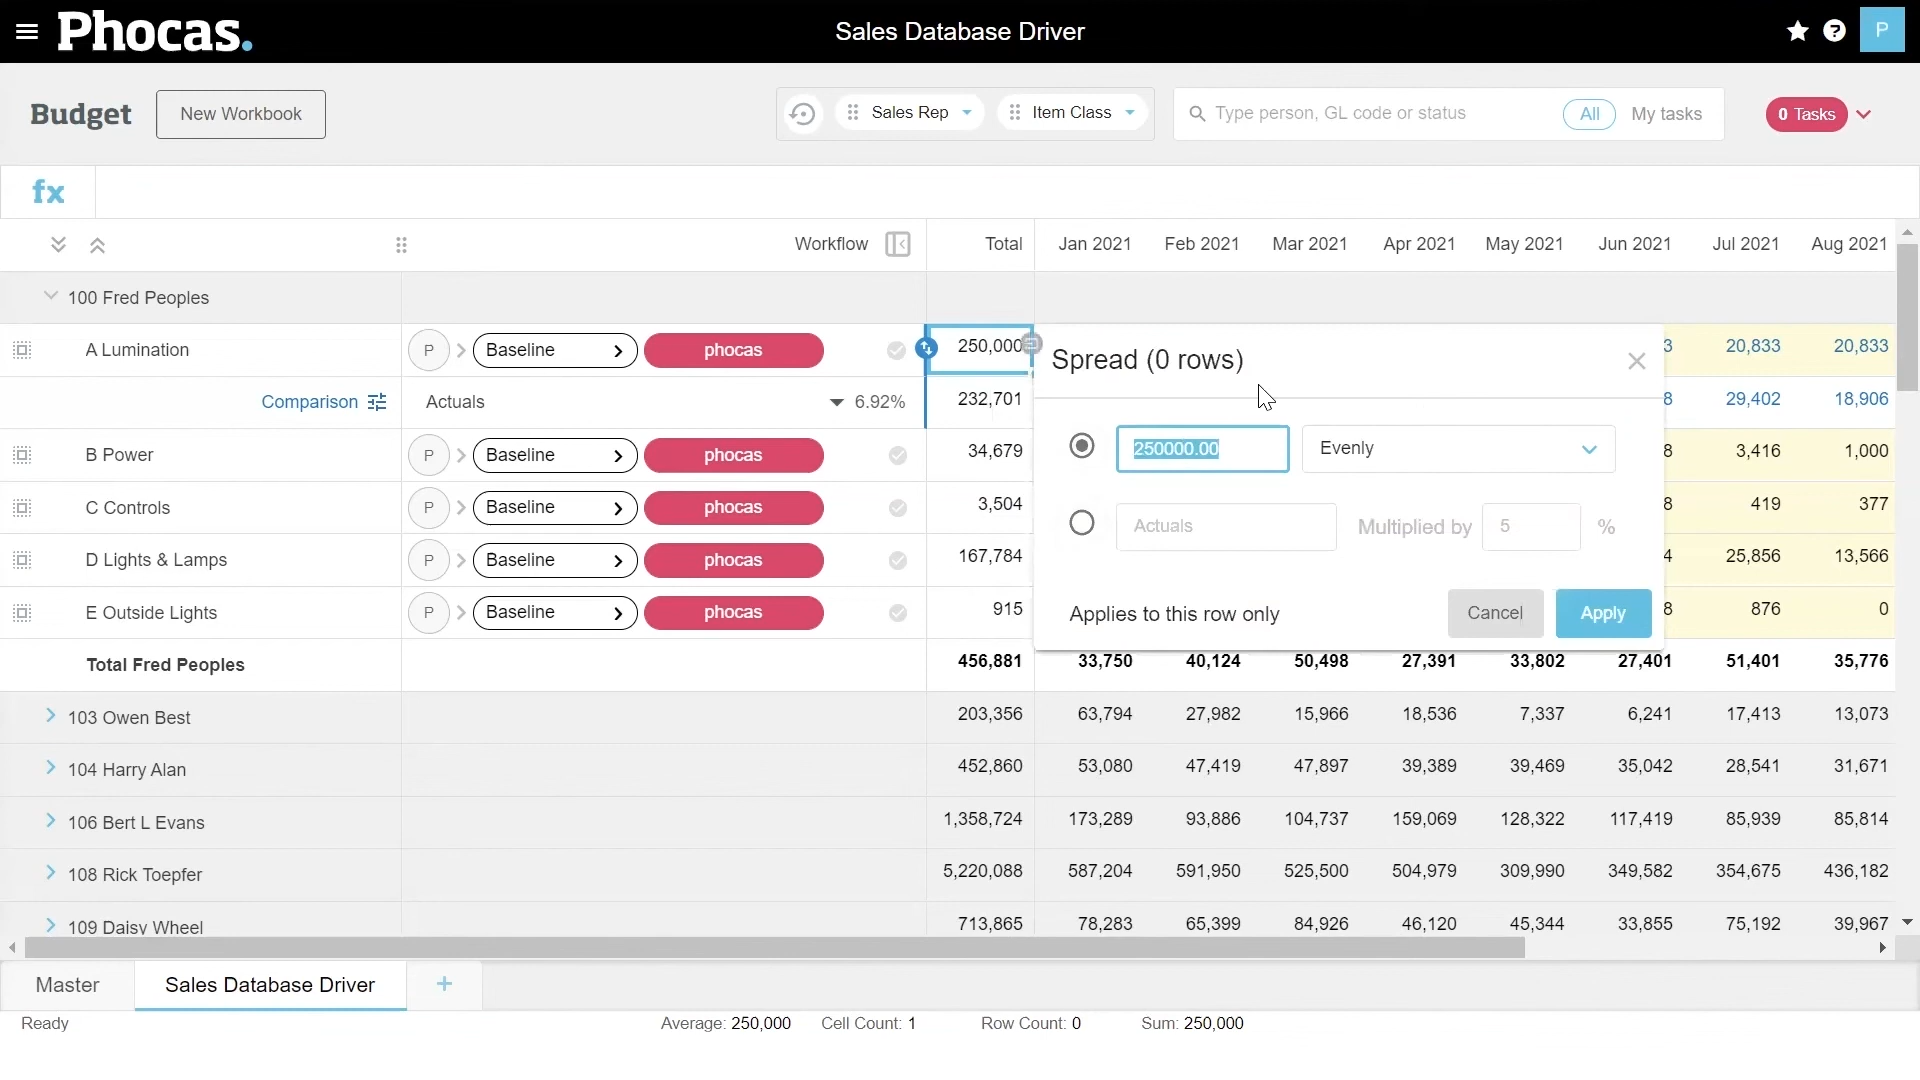 Phocas.
Sales Database Driver
?
P
Budget
New Workbook
Sales Rep
Item Class
Type person, GL code or status
All
My tasks
0 Tasks
fx
Workflow Total Jan 2021 Feb 2021 Mar 2021 Apr 2021 May 2021 Jun 2021 Jul 2021 Aug 2021
100 Fred Peoples
A Lumination P Baseline phocas 250,000 3 20,833 20,833
Comparison Actuals 6.92% 232,701 8 29,402 18,906
B Power P Baseline phocas 34,679 8 3,416 1,000
C Controls P Baseline phocas 3,504 8 419 377
D Lights & Lamps P Baseline phocas 167,784 4 25,856 13,566
E Outside Lights P Baseline phocas 915 8 876 0
Spread (0 rows)
250000.00 Evenly
Actuals Multiplied by 5 %
Applies to this row only Cancel Apply
Total Fred Peoples 456,881 33,750 40,124 50,498 27,391 33,802 27,401 51,401 35,776
103 Owen Best 203,356 63,794 27,982 15,966 18,536 7,337 6,241 17,413 13,073
104 Harry Alan 452,860 53,080 47,419 47,897 39,389 39,469 35,042 28,541 31,671
106 Bert L Evans 1,358,724 173,289 93,886 104,737 159,069 128,322 117,419 85,939 85,814
108 Rick Toepfer 5,220,088 587,204 591,950 525,500 504,979 309,990 349,582 354,675 436,182
109 Daisy Wheel 713,865 78,283 65,399 84,926 46,120 45,344 33,855 75,192 39,967
Master Sales Database Driver +
Ready Average: 250,000 Cell Count: 1 Row Count: 0 Sum: 250,000